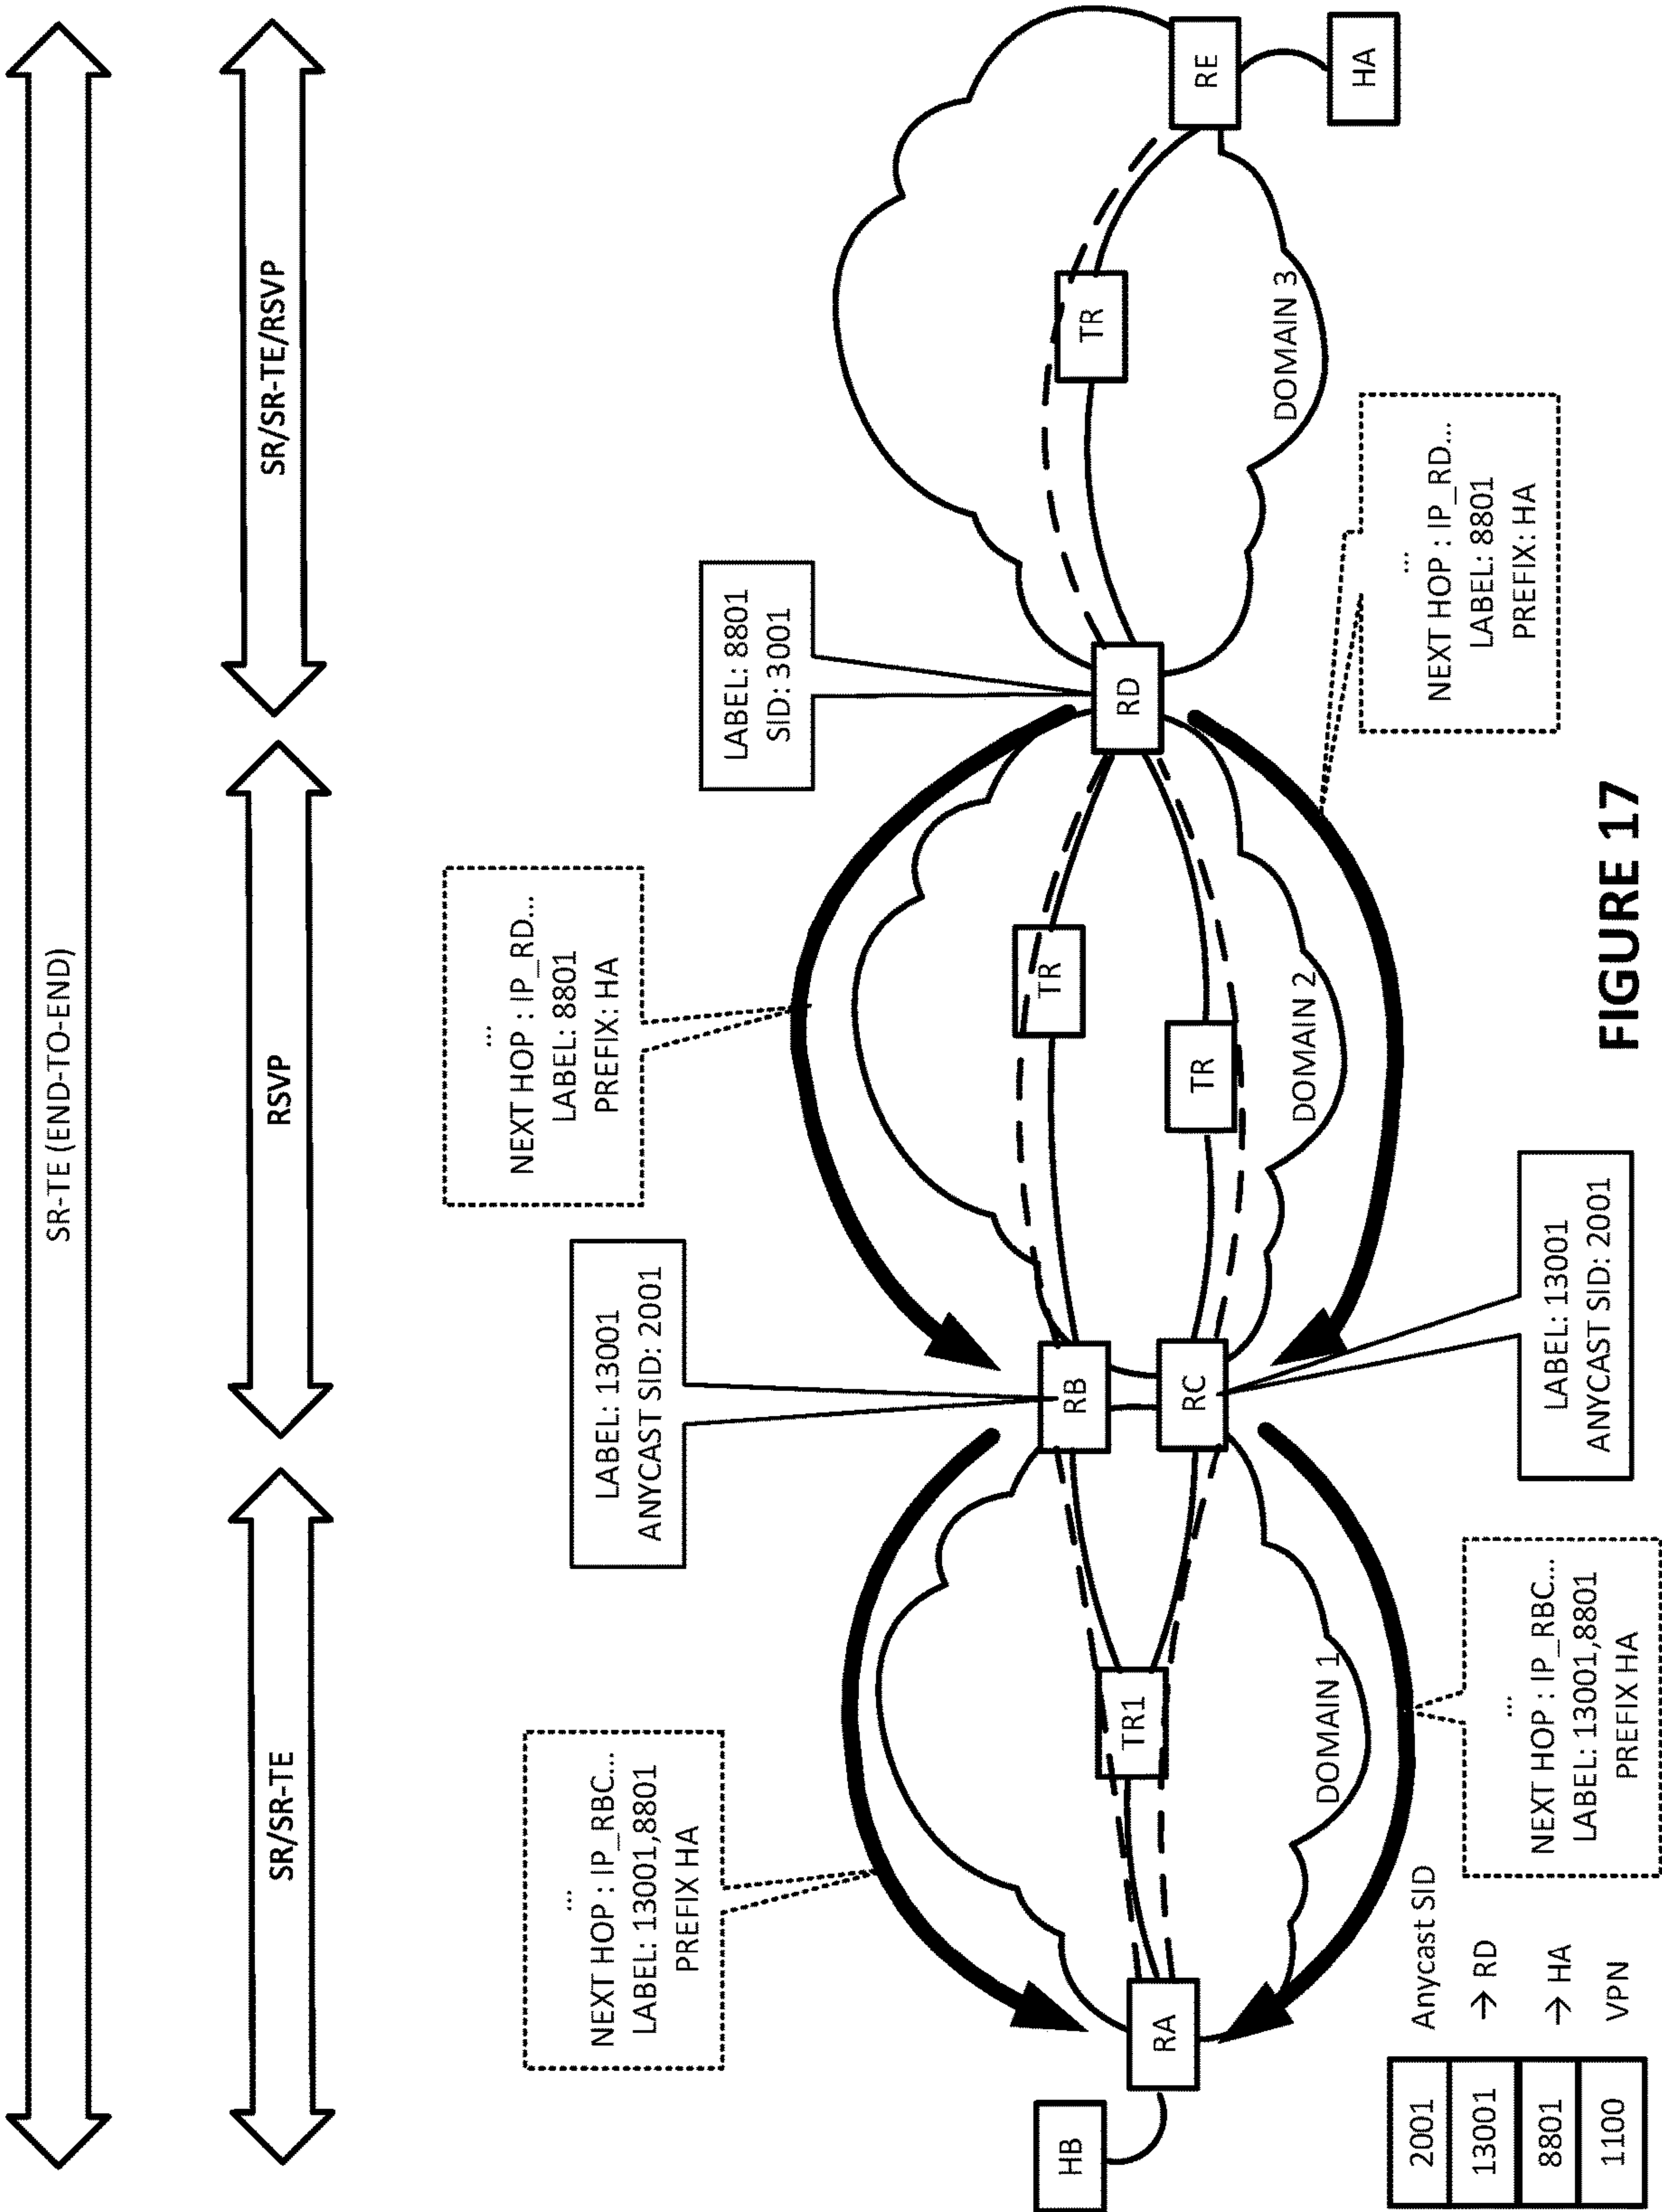 SR-TE (END-TO-END)
SR/SR-TE
RSVP
SR/SR-TE/RSVP
...
NEXT HOP : IP_RD...
LABEL: 8801
PREFIX: HA
LABEL: 13001
ANYCAST SID: 2001
LABEL: 8801
SID: 3001
...
NEXT HOP : IP_RBC...
LABEL: 13001,8801
PREFIX HA
HB
RA
TR1
RB
RC
TR
TR
RD
TR
RE
HA
DOMAIN 1
DOMAIN 2
DOMAIN 3
...
NEXT HOP : IP_RBC...
LABEL: 13001,8801
PREFIX HA
LABEL: 13001
ANYCAST SID: 2001
...
NEXT HOP : IP_RD...
LABEL: 8801
PREFIX: HA
2001 Anycast SID
13001 → RD
8801 → HA
1100 VPN
FIGURE 17